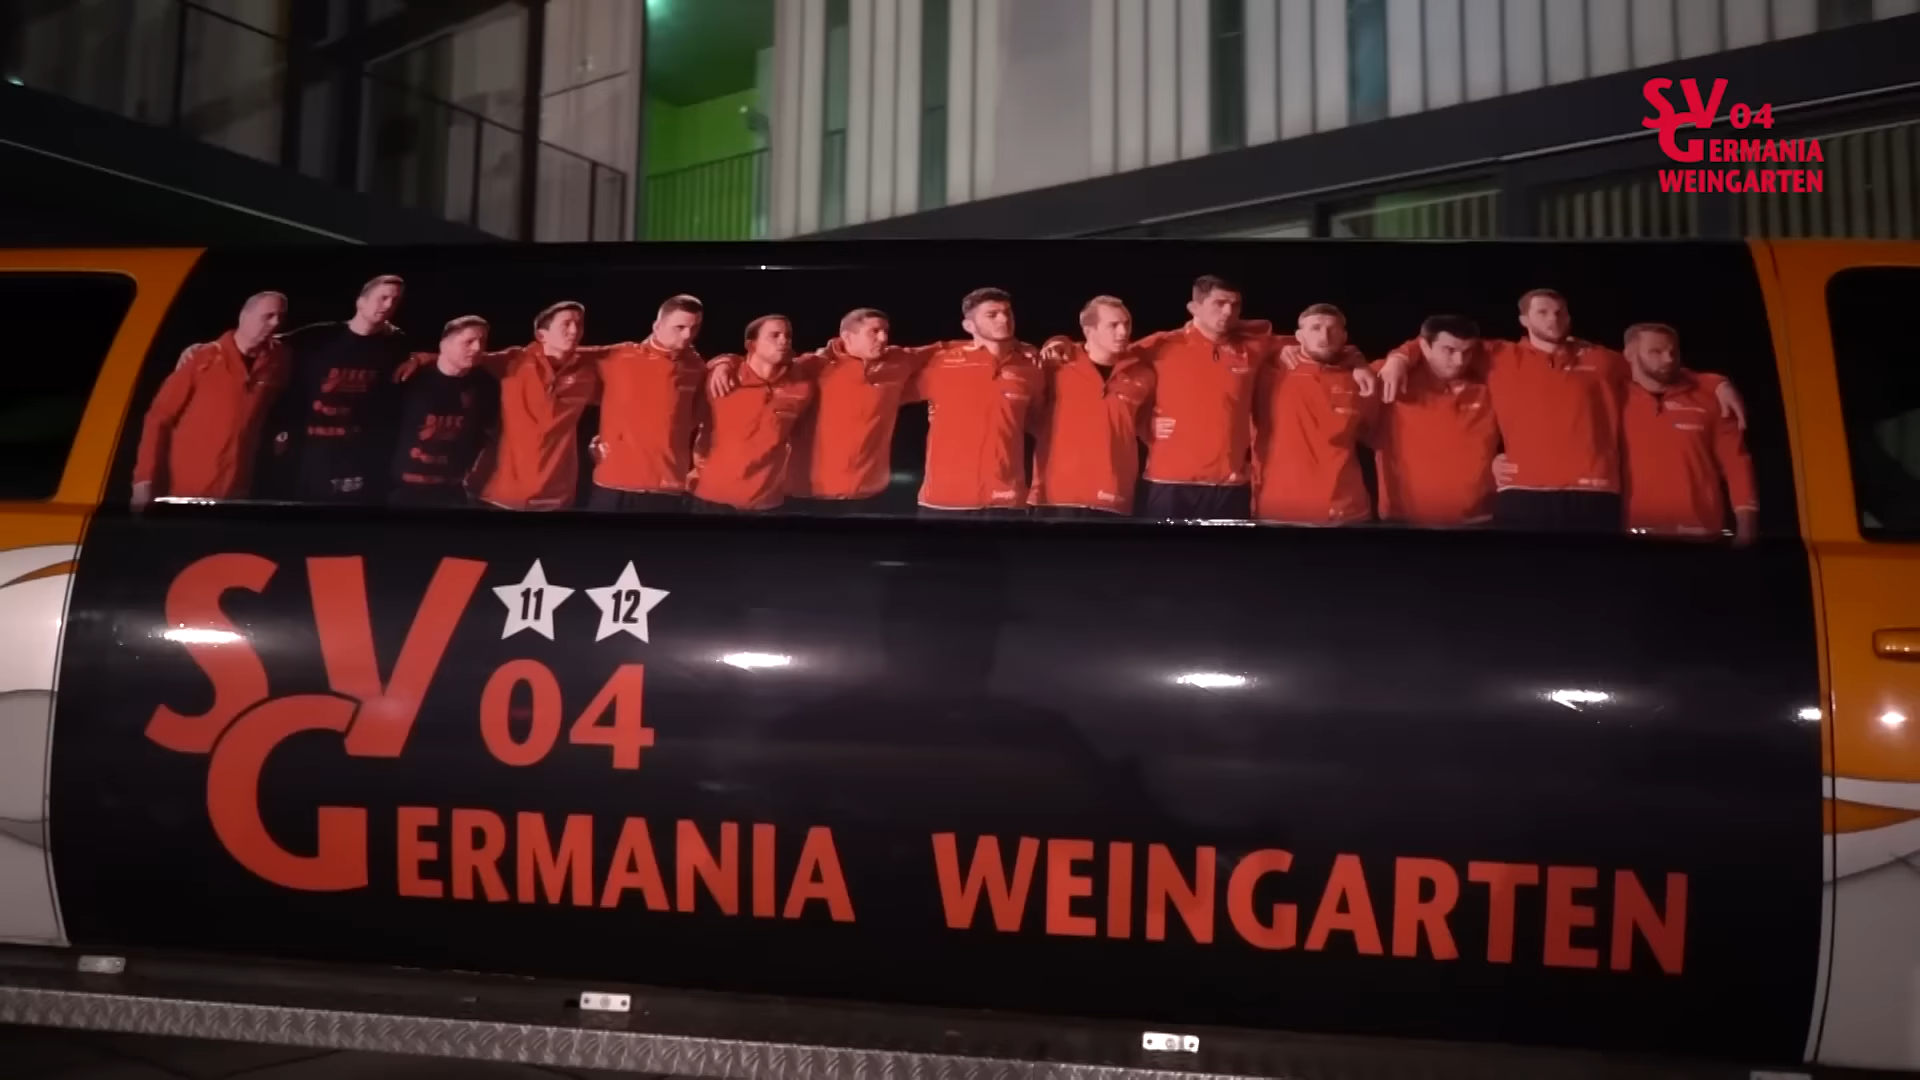 SV 04
GERMANIA
WEINGARTEN
11 12
SV 04
GERMANIA WEINGARTEN